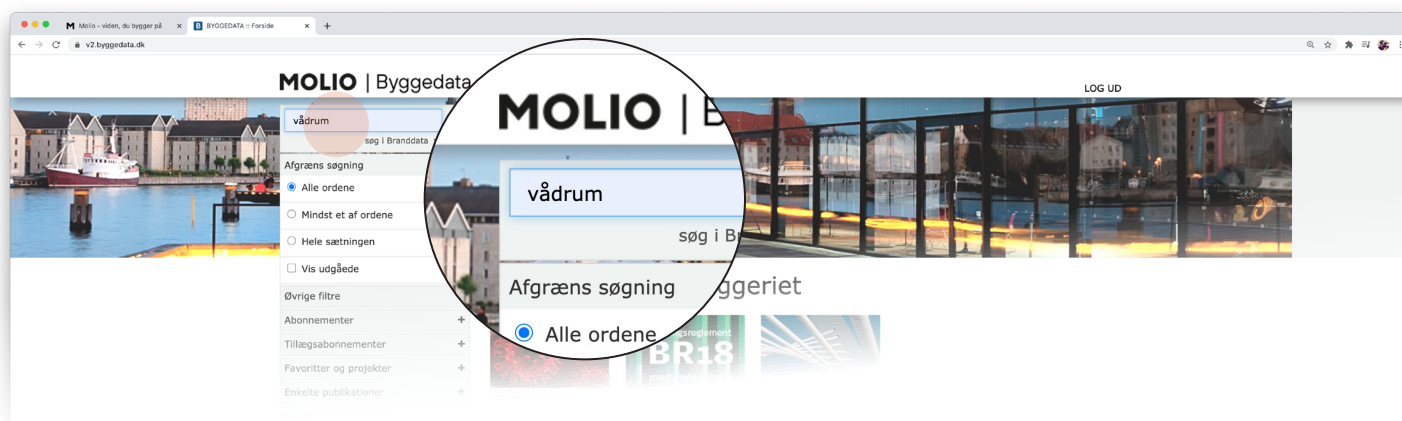 Molio - viden, du bygger på
BYGGEDATA :: Forside
v2.byggedata.dk
MOLIO | Byggedata
LOG UD
vådrum
søg i Branddata
Afgræns søgning
Alle ordene
Mindst et af ordene
Hele sætningen
Vis udgåede
Øvrige filtre
Abonnementer
Tillægsabonnementer
Favoritter og projekter
Enkelte publikationer
MOLIO | B
vådrum
søg i Br
Afgræns søgning
Alle ordene
ggeriet
gsreglement
BR18